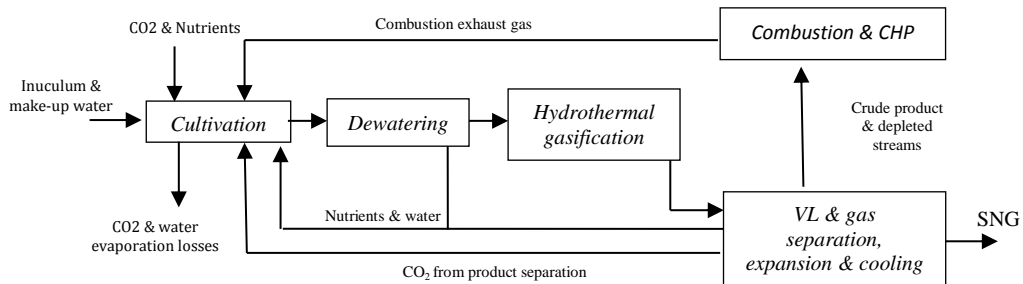 CO2 & Nutrients
Combustion exhaust gas
Combustion & CHP
Inuculum &
make-up water
Cultivation
Dewatering
Hydrothermal
gasification
Crude product
& depleted
streams
CO2 & water
evaporation losses
Nutrients & water
CO₂ from product separation
VL & gas
separation,
expansion & cooling
SNG